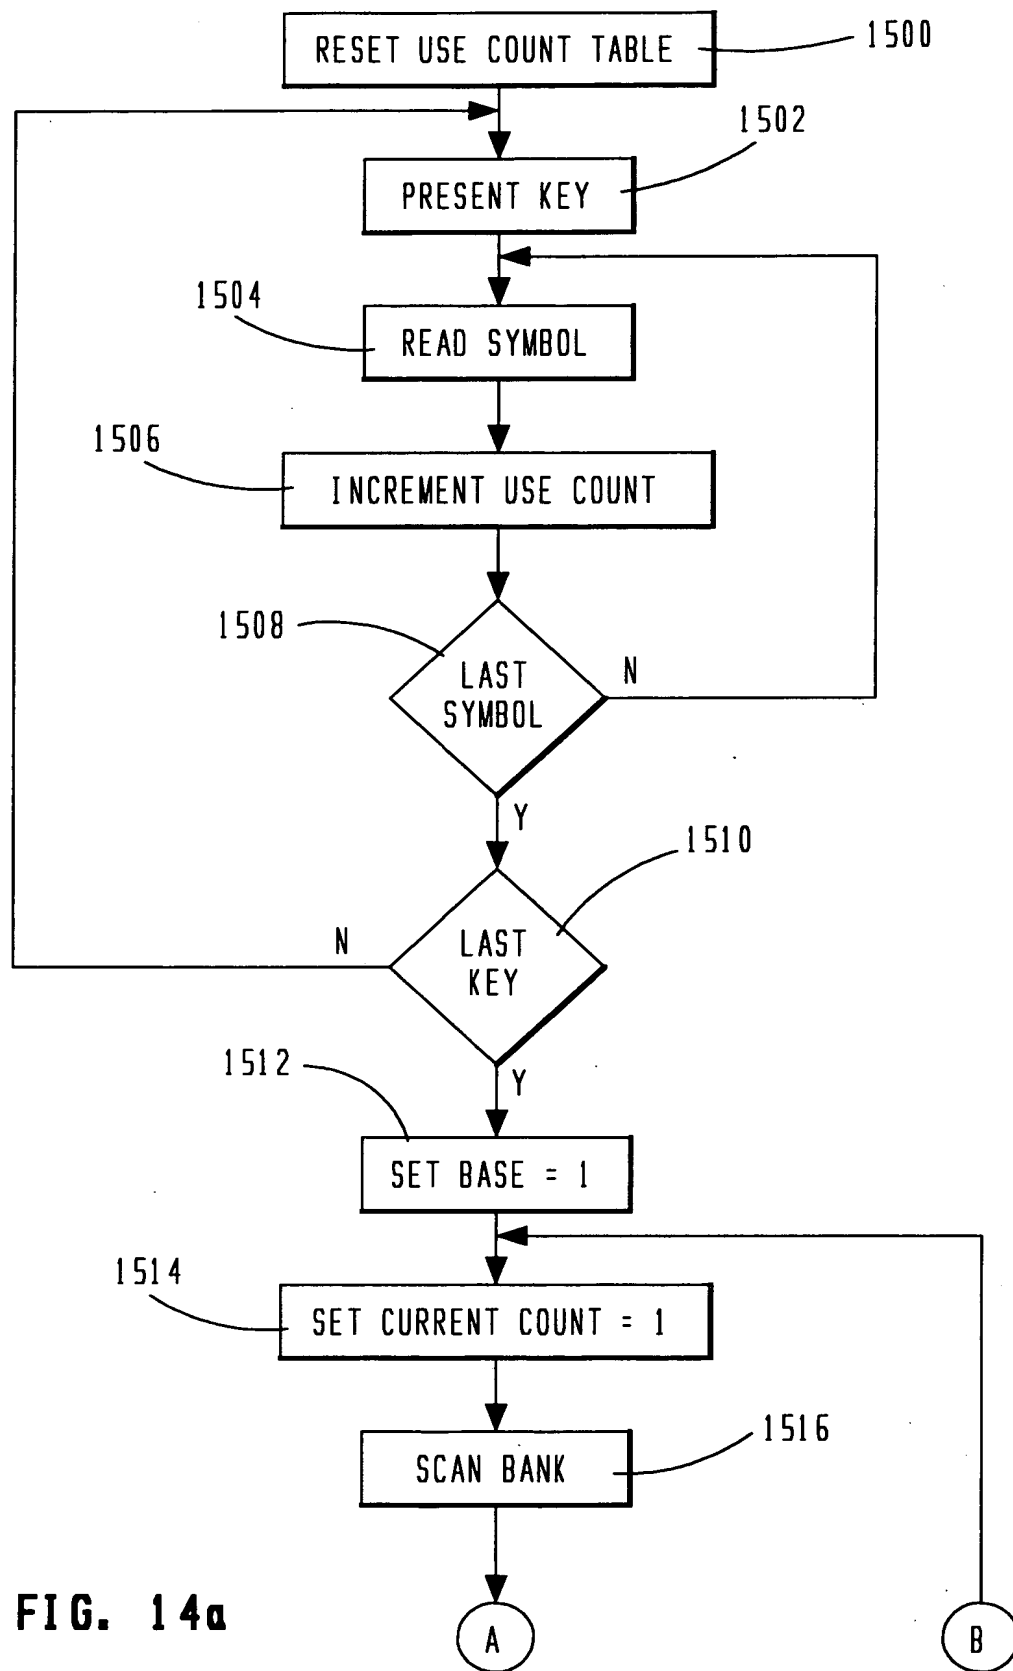 RESET USE COUNT TABLE
1500
1502
PRESENT KEY
1504
READ SYMBOL
1506
INCREMENT USE COUNT
1508
LAST
SYMBOL
N
Y
1510
LAST
KEY
N
Y
1512
SET BASE = 1
1514
SET CURRENT COUNT = 1
1516
SCAN BANK
FIG. 14a
A
B